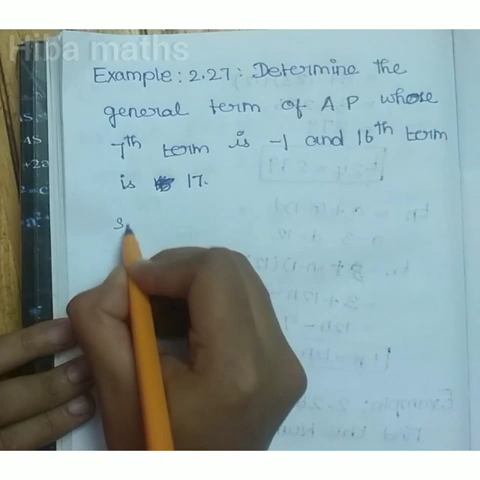 Hiba maths
Example: 2.27: Determine the
general term of A.P whose
7th term is -1 and 16th term
is 17.
S